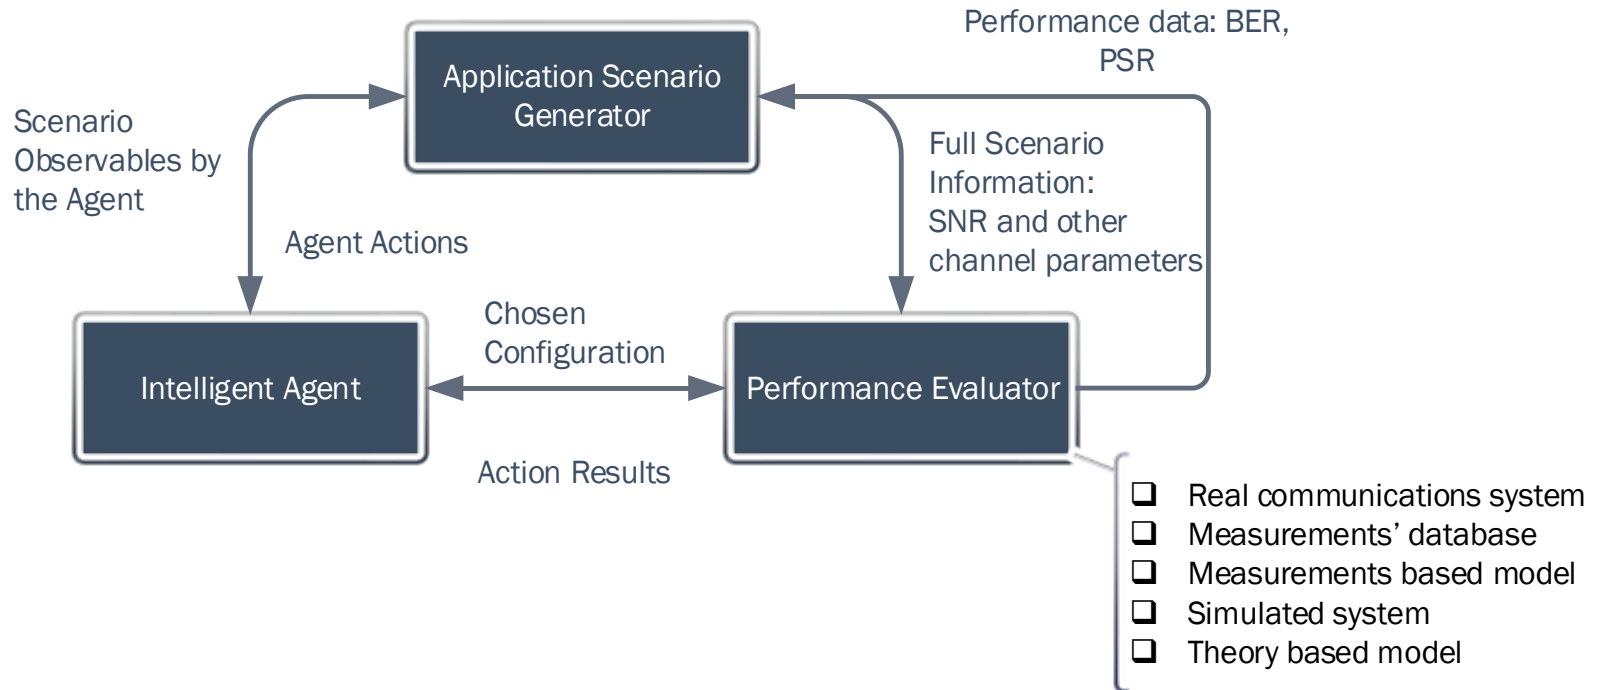 Performance data: BER,
PSR
Application Scenario
Generator
Scenario
Observables by
the Agent
Full Scenario
Information:
SNR and other
channel parameters
Agent Actions
Chosen
Configuration
Intelligent Agent
Performance Evaluator
Action Results
❑ Real communications system
❑ Measurements’ database
❑ Measurements based model
❑ Simulated system
❑ Theory based model